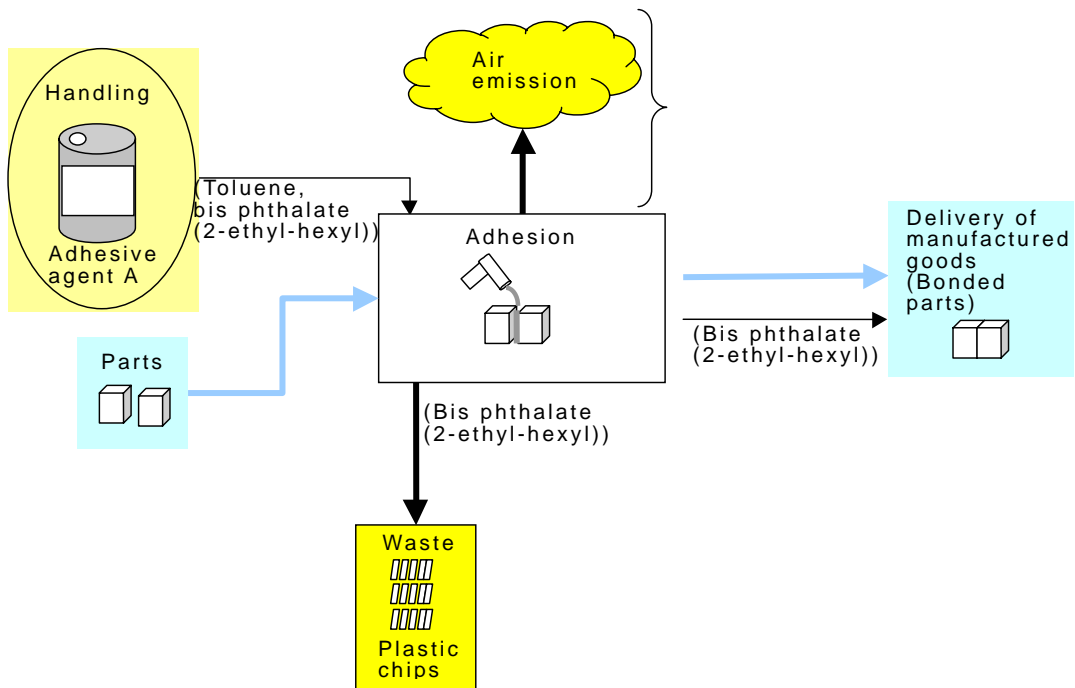 Air
emission
Handling
Adhesive
agent A
(Toluene,
bis phthalate
(2-ethyl-hexyl))
Adhesion
Delivery of
manufactured
goods
(Bonded
parts)
(Bis phthalate
(2-ethyl-hexyl))
Parts
(Bis phthalate
(2-ethyl-hexyl))
Waste
Plastic
chips